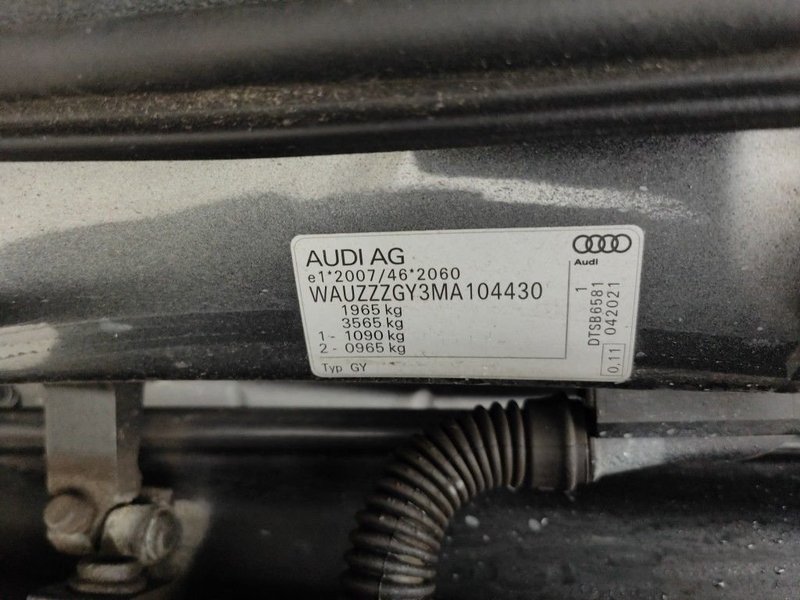 AUDI AG
e1*2007/46*2060
WAUZZZGY3MA104430
1965 kg
3565 kg
1 - 1090 kg
2 - 0965 kg
Typ GY
Audi
DTSB6581 1
042021
0.11